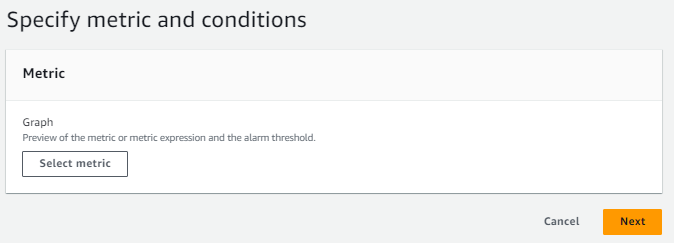 Specify metric and conditions
Metric
Graph
Preview of the metric or metric expression and the alarm threshold.
Select metric
Cancel
Next